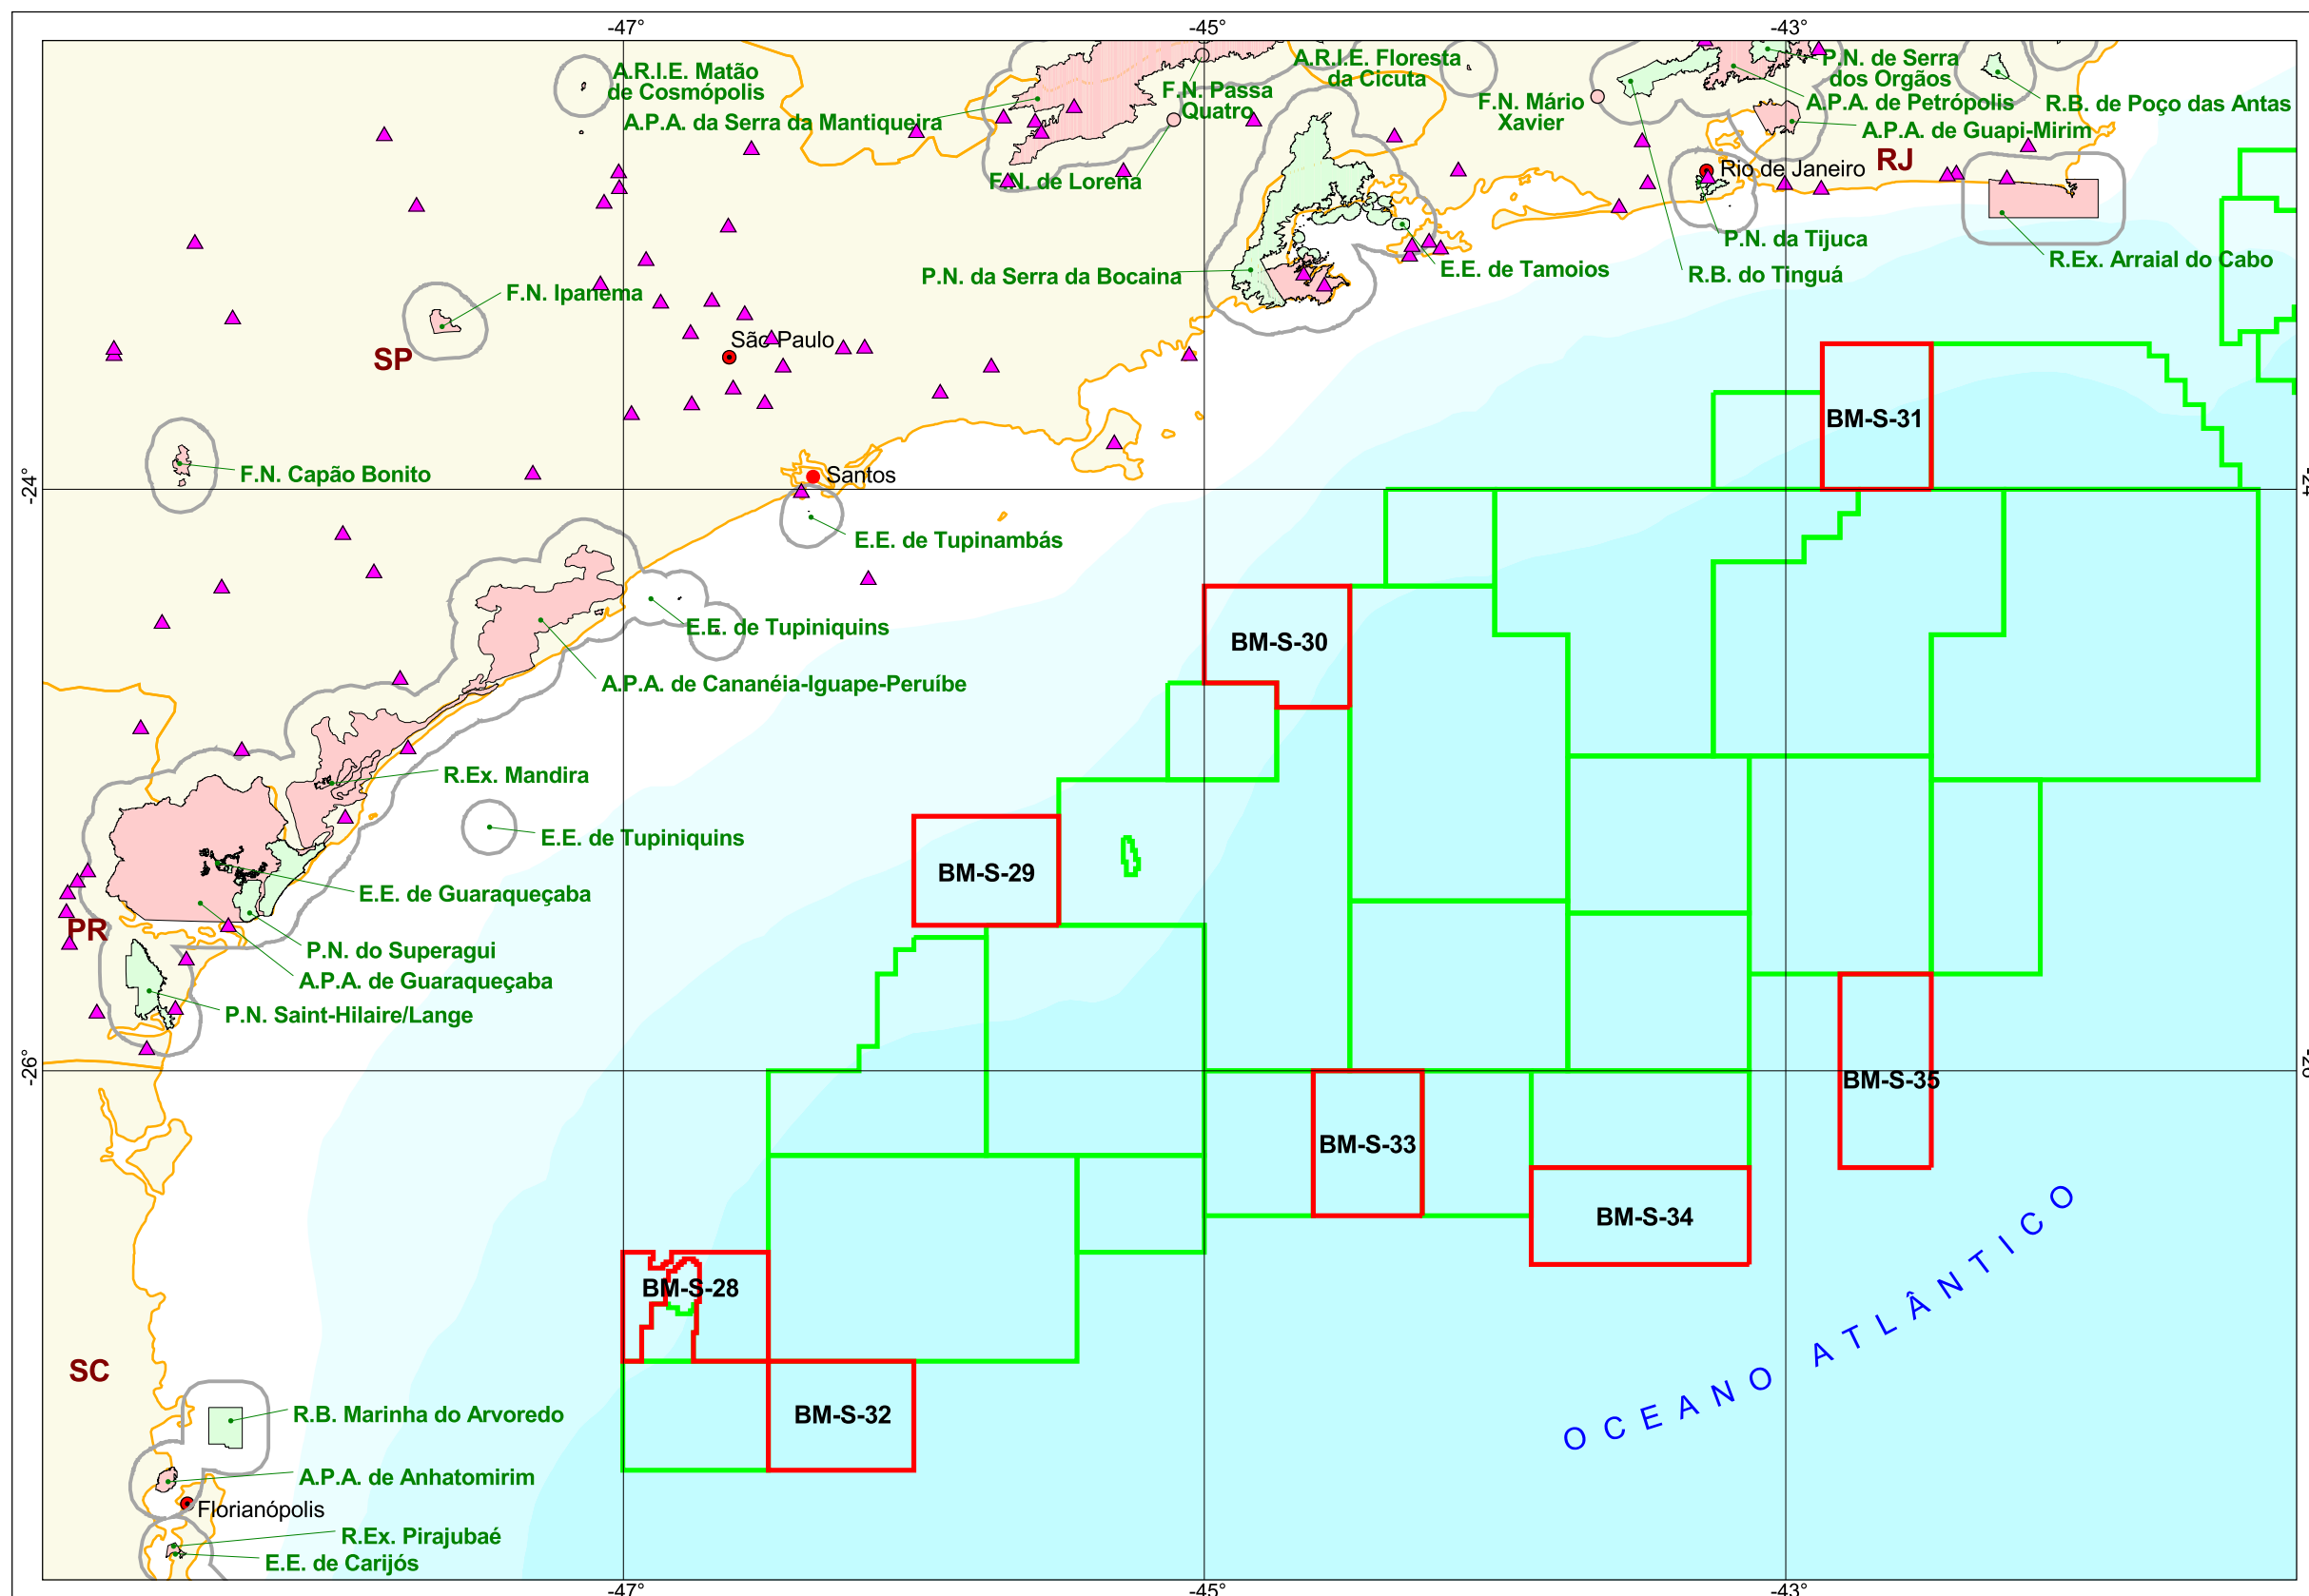 -47°
-45°
-43°
A.R.I.E. Matão
de Cosmópolis
A.P.A. da Serra da Mantiqueira
F.N. Passa
Quatro
F.N. de Lorena
A.R.I.E. Floresta
da Cicuta
F.N. Mário
Xavier
P.N. de Serra
dos Orgãos
A.P.A. de Petrópolis
R.B. de Poço das Antas
A.P.A. de Guapi-Mirim
RJ
Rio de Janeiro
P.N. da Tijuca
R.Ex. Arraial do Cabo
R.B. do Tinguá
E.E. de Tamoios
P.N. da Serra da Bocaina
F.N. Ipanema
São Paulo
SP
BM-S-31
F.N. Capão Bonito
Santos
-24°
-24
E.E. de Tupinambás
E.E. de Tupiniquins
BM-S-30
A.P.A. de Cananéia-Iguape-Peruíbe
R.Ex. Mandira
E.E. de Tupiniquins
BM-S-29
E.E. de Guaraqueçaba
PR
P.N. do Superagui
A.P.A. de Guaraqueçaba
P.N. Saint-Hilaire/Lange
-26°
-26
BM-S-35
BM-S-33
BM-S-34
BM-S-28
OCEANO ATLÂNTICO
SC
BM-S-32
R.B. Marinha do Arvoredo
A.P.A. de Anhatomirim
Florianópolis
R.Ex. Pirajubaé
E.E. de Carijós
-47°
-45°
-43°